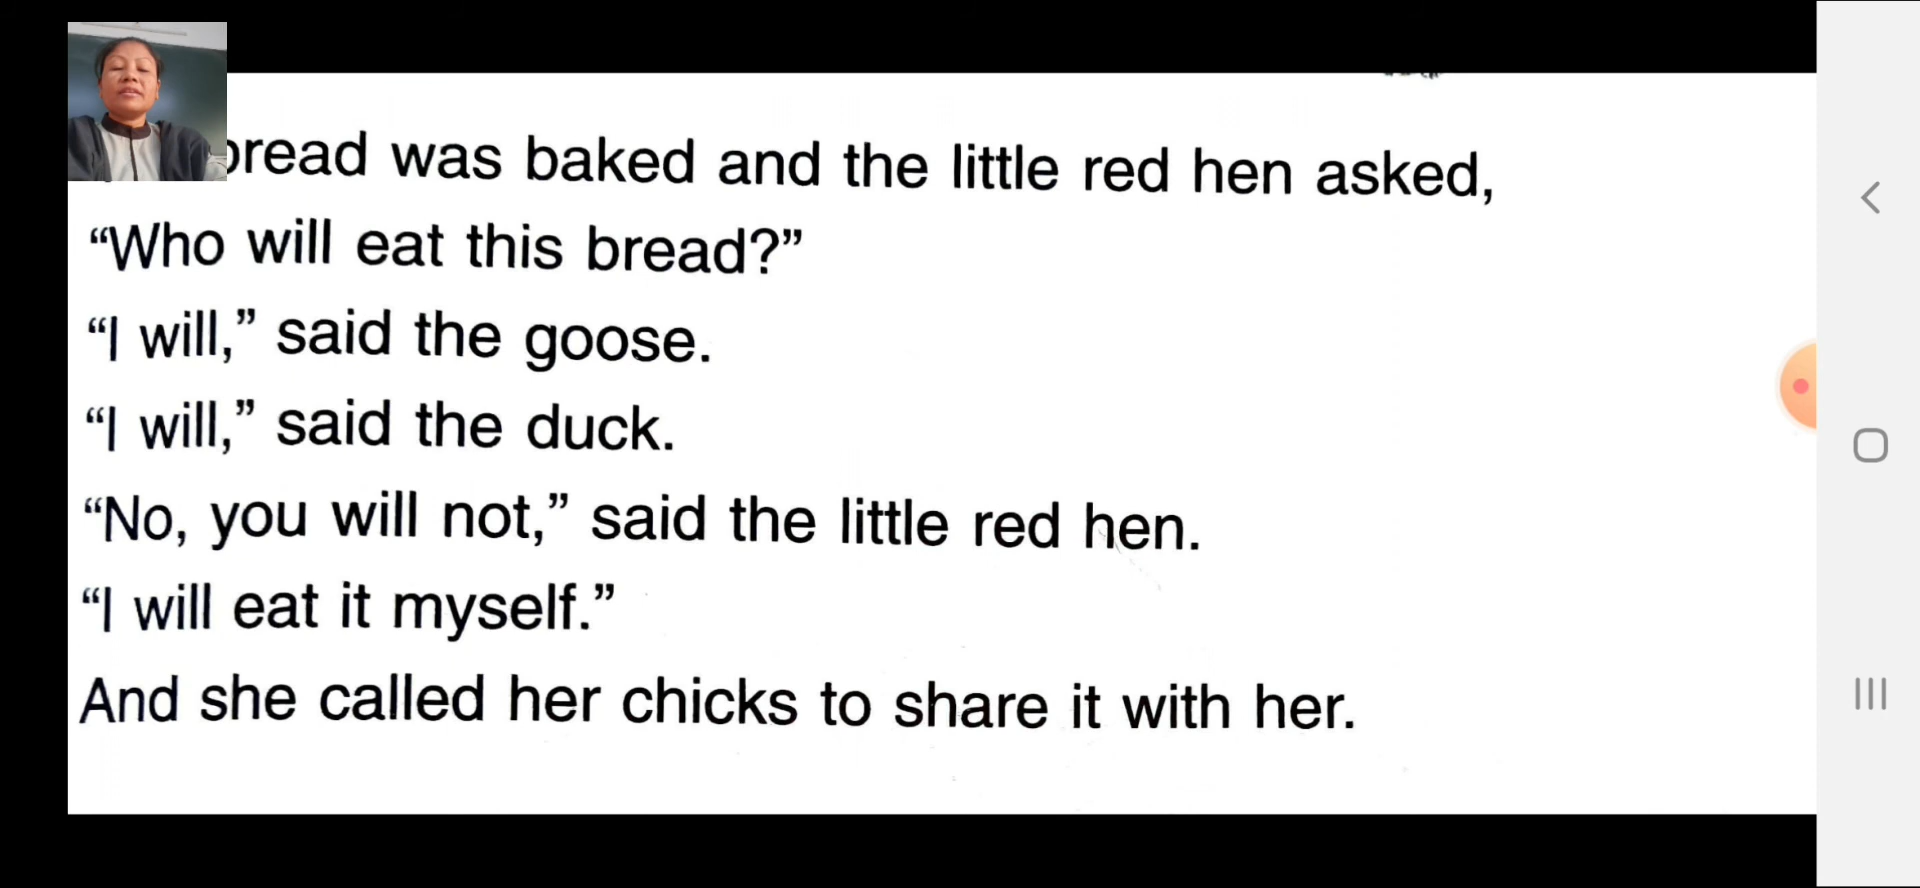 bread was baked and the little red hen asked,
“Who will eat this bread?”
“I will,” said the goose.
“I will,” said the duck.
“No, you will not,” said the little red hen.
“I will eat it myself.”
And she called her chicks to share it with her.